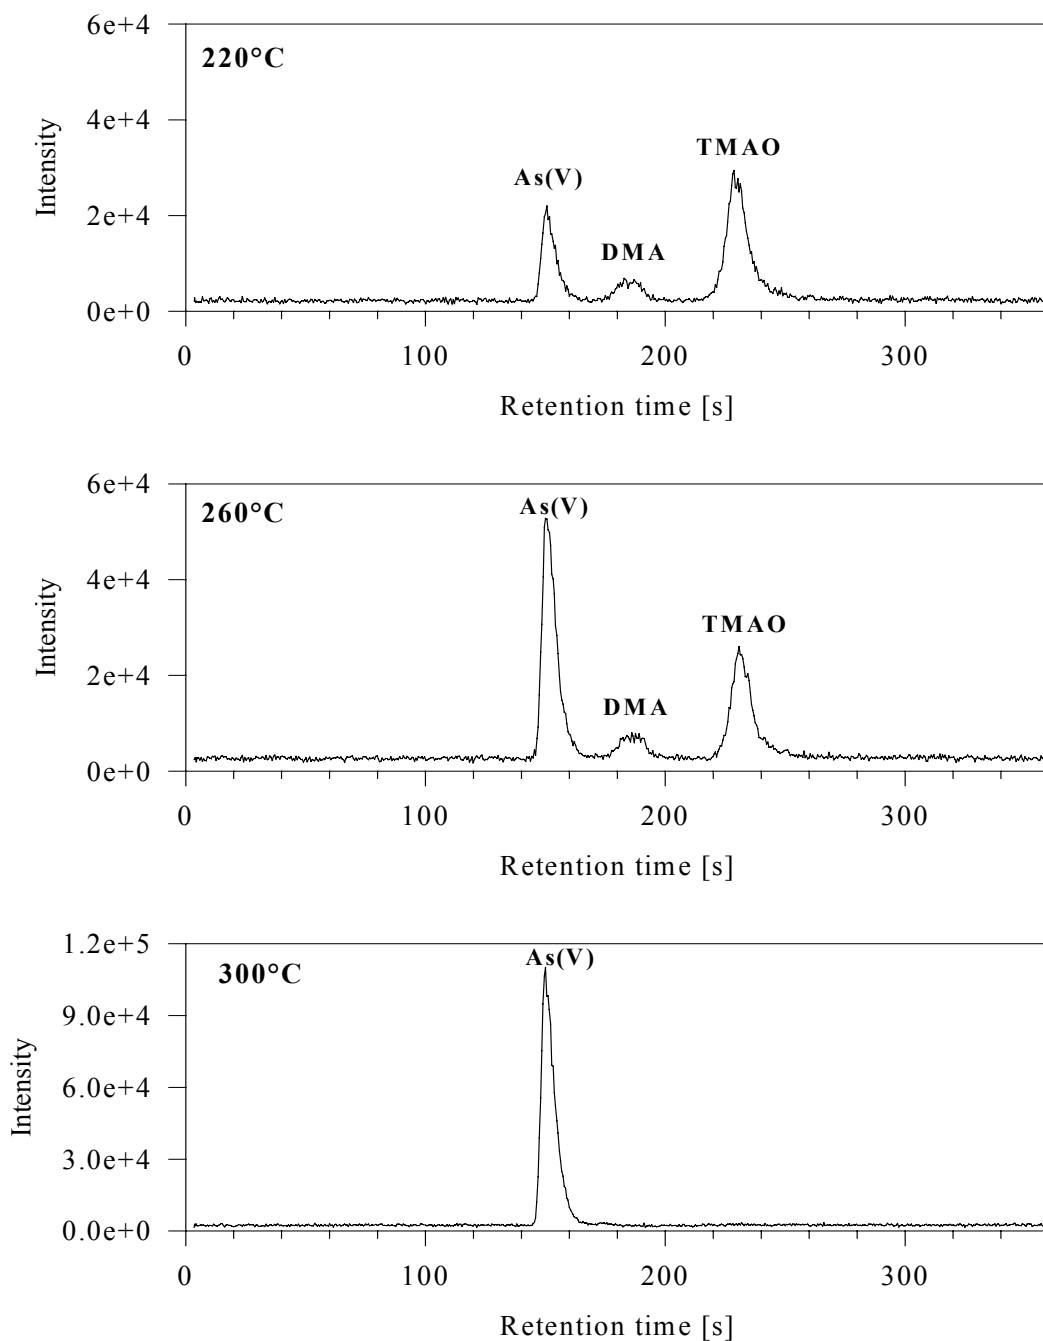 6e+4
220°C
4e+4
TMAO
As(V)
Intensity
2e+4
DMA
0e+0
0 100 200 300
Retention time [s]
6e+4
260°C
As(V)
4e+4
Intensity
TMAO
2e+4
DMA
0e+0
0 100 200 300
Retention time [s]
1.2e+5
300°C
As(V)
9.0e+4
Intensity
6.0e+4
3.0e+4
0.0e+0
0 100 200 300
Retention time [s]